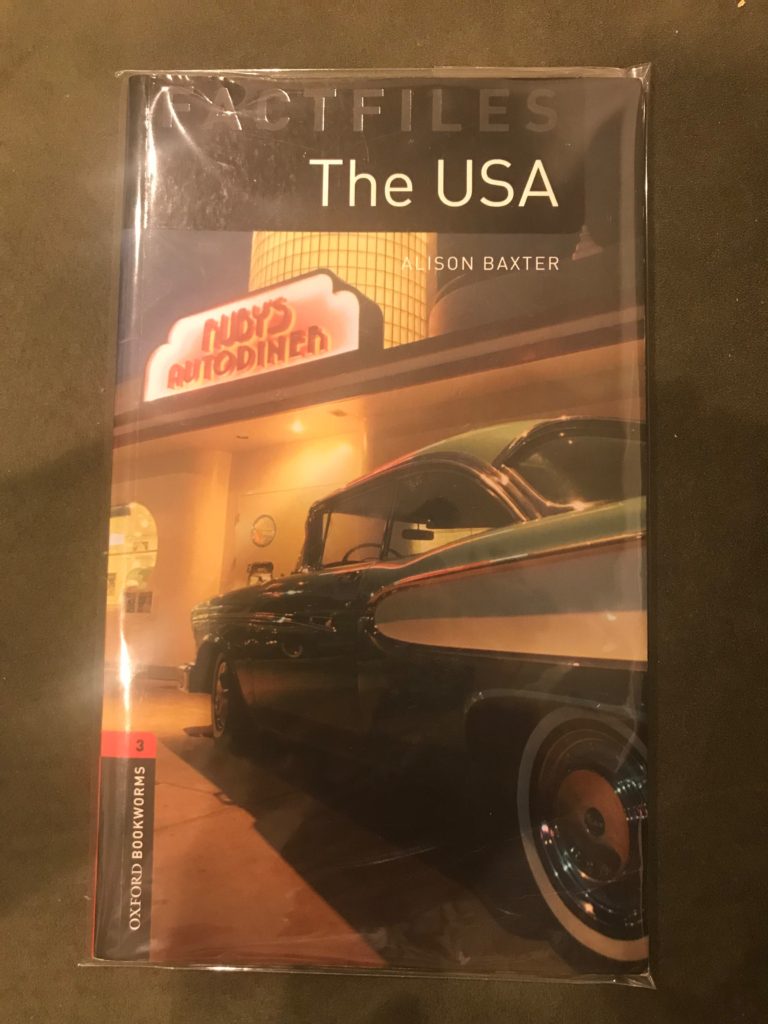 FACTFILES
The USA
ALISON BAXTER
RUBY'S
AUTODINER
3
OXFORD BOOKWORMS